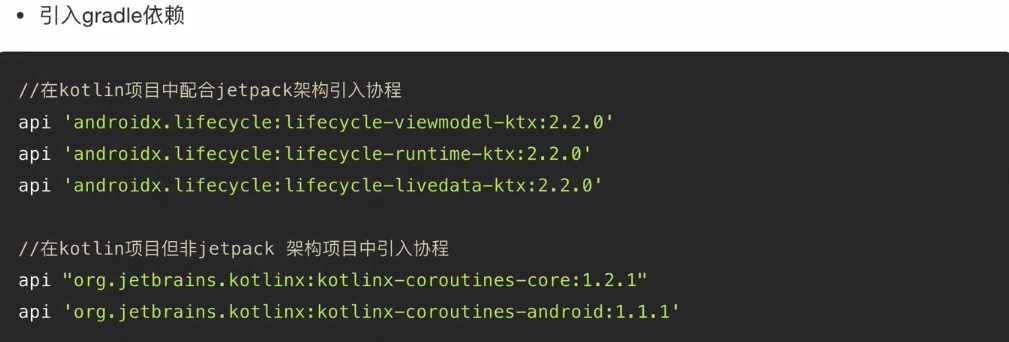 • 引入gradle依赖
//在kotlin项目中配合jetpack架构引入协程
api 'androidx.lifecycle:lifecycle-viewmodel-ktx:2.2.0'
api 'androidx.lifecycle:lifecycle-runtime-ktx:2.2.0'
api 'androidx.lifecycle:lifecycle-livedata-ktx:2.2.0'
//在kotlin项目但非jetpack 架构项目中引入协程
api "org.jetbrains.kotlinx:kotlinx-coroutines-core:1.2.1"
api 'org.jetbrains.kotlinx:kotlinx-coroutines-android:1.1.1'